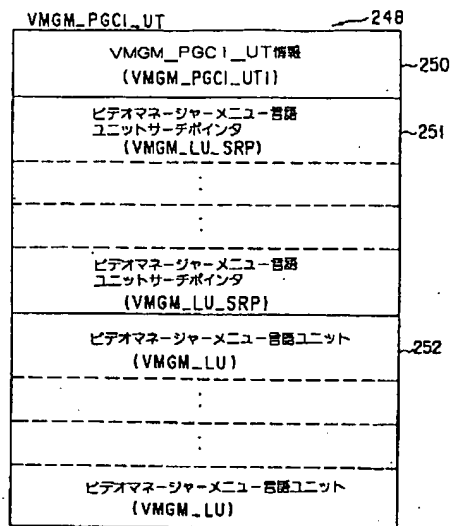 VMGM_PGCI_UT
248
VMGM_PGCI_UT情報
(VMGM_PGCI_UTI)
250
ビデオマネージャーメニュー言語
ユニットサーチポインタ
(VMGM_LU_SRP)
251
ビデオマネージャーメニュー言語
ユニットサーチポインタ
(VMGM_LU_SRP)
ビデオマネージャーメニュー言語ユニット
(VMGM_LU)
252
ビデオマネージャーメニュー言語ユニット
(VMGM_LU)